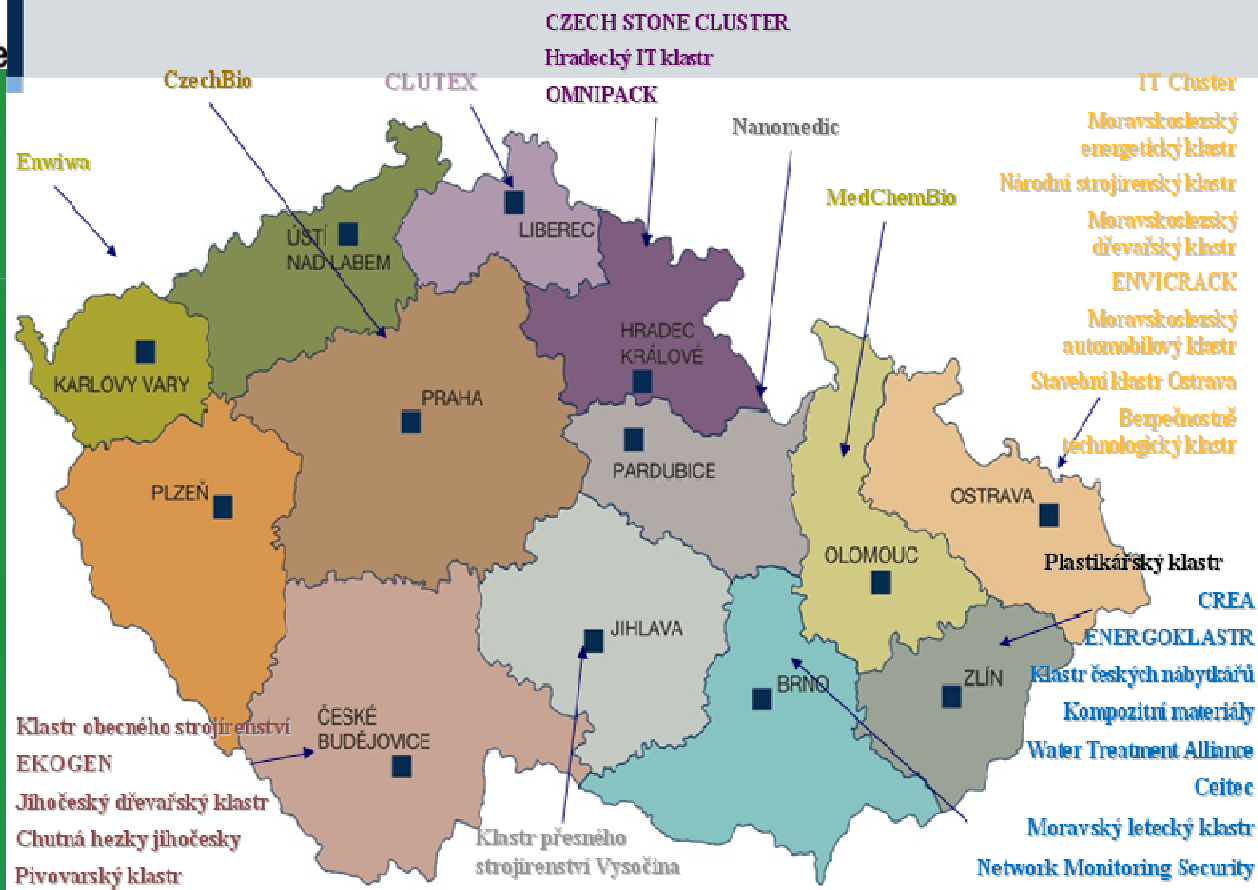 e
CZECH STONE CLUSTER
Hradecký IT klastr
OMNIPACK
CzechBio
CLUTEX
Nanomedic
Enwiwa
MedChemBio
IT Cluster
Moravskoslezský
energetický klastr
Národní strojírenský klastr
Moravskoslezský
dřevařský klastr
ENVICRACK
Moravskoslezský
automobilový klastr
Stavební klastr Ostrava
Bezpečnostně
technologický klastr
ÚSTÍ
NAD LABEM
LIBEREC
HRADEC
KRÁLOVÉ
KARLOVY VARY
PRAHA
PARDUBICE
PLZEŇ
OSTRAVA
OLOMOUC
JIHLAVA
BRNO
ZLÍN
ČESKÉ
BUDĚJOVICE
Plastikářský klastr
CREA
ENERGOKLASTR
Klastr českých nábytkářů
Kompozitní materiály
Water Treatment Alliance
Ceitec
Moravský letecký klastr
Network Monitoring Security
Klastr obecného strojírenství
EKOGEN
Jihočeský dřevařský klastr
Chutná hezky jihočesky
Pivovarský klastr
Klastr přesného
strojírenství Vysočina